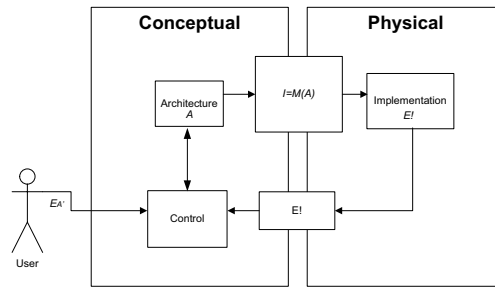 Conceptual
Physical
Architecture
A
I=M(A)
Implementation
E!
EA'
Control
E!
User